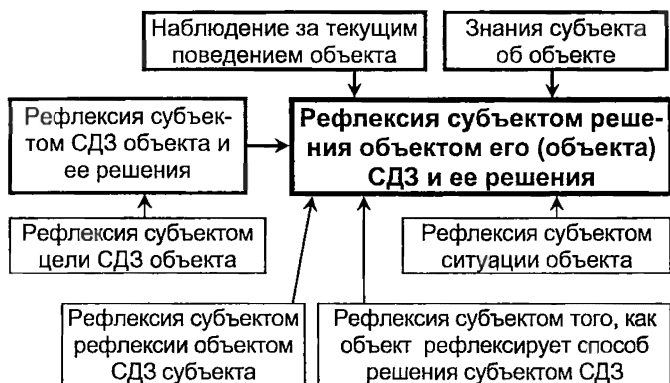 Наблюдение за текущим
поведением объекта
Знания субъекта
об объекте
Рефлексия субъек-
том СДЗ объекта и
ее решения
Рефлексия субъектом реше-
ния объектом его (объекта)
СДЗ и ее решения
Рефлексия субъектом
цели СДЗ объекта
Рефлексия субъектом
ситуации объекта
Рефлексия субъектом
рефлексии объектом
СДЗ субъекта
Рефлексия субъектом того, как
объект рефлексирует способ
решения субъектом СДЗ